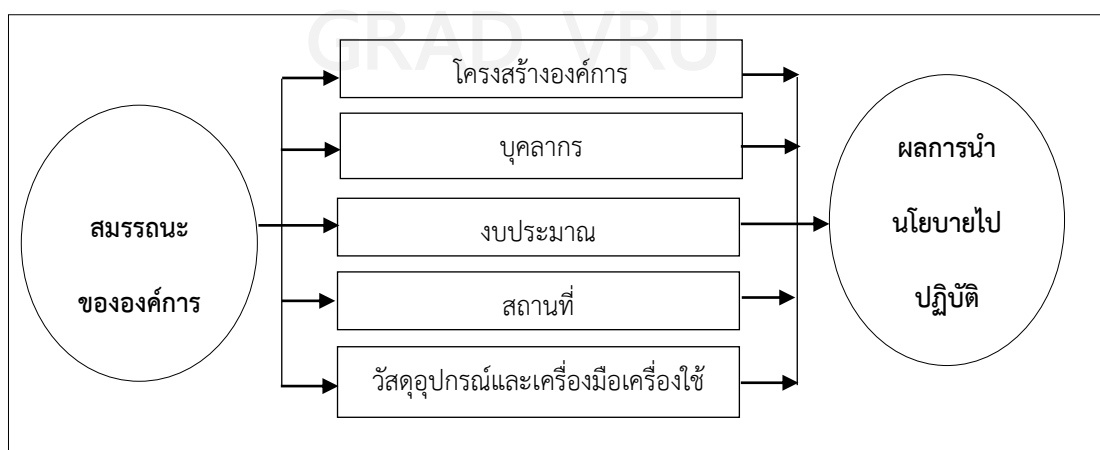 GRAD VRU
โครงสร้างองค์การ
บุคลากร
งบประมาณ
สถานที่
วัสดุอุปกรณ์และเครื่องมือเครื่องใช้
สมรรถนะ
ขององค์การ
ผลการนำ
นโยบายไป
ปฏิบัติ